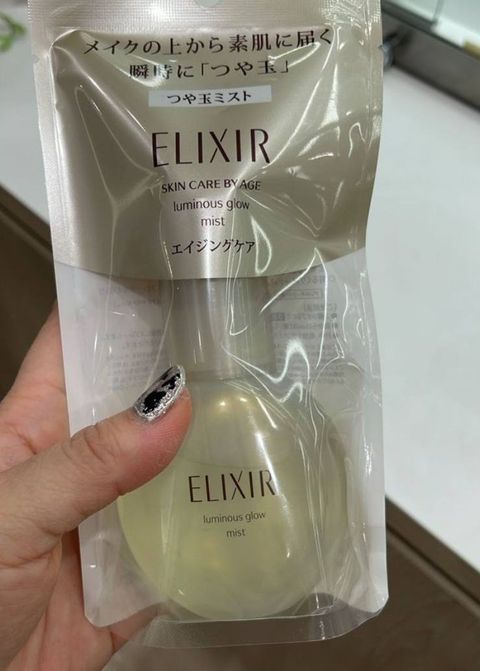 メイクの上から素肌に届く
瞬時に「つや玉」
つや玉ミスト
ELIXIR
SKIN CARE BY AGE
luminous glow
mist
エイジングケア
ELIXIR
luminous glow
mist